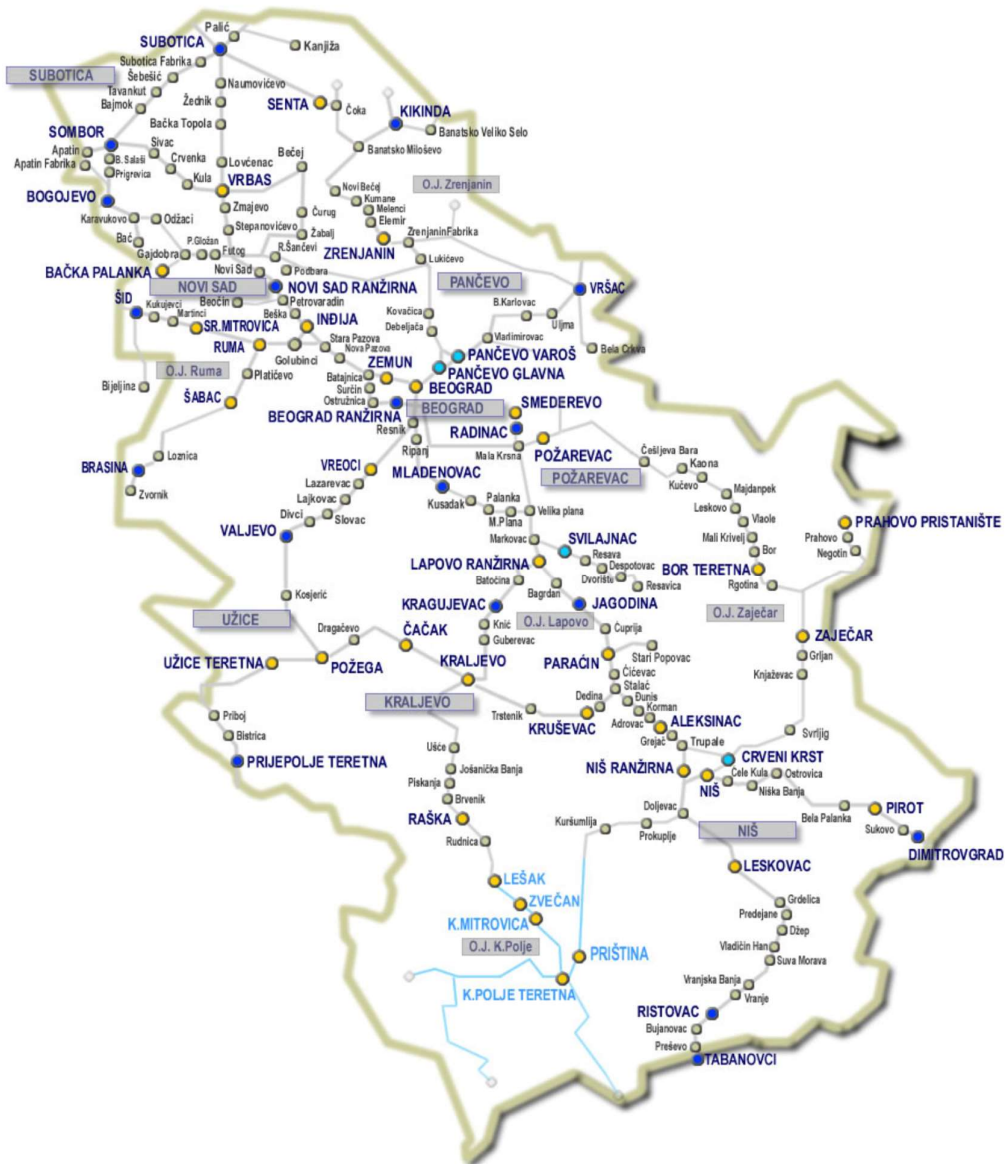 Palić
SUBOTICA
Kanjiža
Subotica Fabrika
SUBOTICA
Šebešić
Naumovićevo
Tavankut
Žednik
SENTA
Čoka
KIKINDA
Bajmok
Bačka Topola
Banatsko Veliko Selo
SOMBOR
Sivac
Banatsko Miloševo
Apatin
B. Salaši
Crvenka
Lovćenac
Bečej
Apatin Fabrika
Prigrevica
Kula
VRBAS
Novi Bečej
O.J. Zrenjanin
BOGOJEVO
Zmajevo
Kumane
Karavukovo
Odžaci
Čurug
Melenci
Stepanovićevo
Elemir
Bač
P.Gložan
Žabalj
ZrenjaninFabrika
Gajdobra
Futog
R.Šančevi
ZRENJANIN
Lukićevo
BAČKA PALANKA
Novi Sad
Podbara
PANČEVO
NOVI SAD
NOVI SAD RANŽIRNA
VRŠAC
ŠID
Kukujevci
Beočin
Petrovaradin
B.Karlovac
Martinci
Beška
Kovačica
Uljma
SR.MITROVICA
INĐIJA
Debeljača
Vladimirovac
RUMA
Stara Pazova
Nova Pazova
PANČEVO VAROŠ
Bela Crkva
O.J. Ruma
Golubinci
ZEMUN
PANČEVO GLAVNA
Bijeljina
Platičevo
Batajnica
BEOGRAD
Surčin
ŠABAC
Ostružnica
SMEDEREVO
BEOGRAD RANŽIRNA
BEOGRAD
Resnik
RADINAC
Ripanj
POŽAREVAC
Loznica
Mala Krsna
Češljeva Bara
BRASINA
VREOCI
Kaona
MLADENOVAC
POŽAREVAC
Kučevo
Zvornik
Lazarevac
Majdanpek
Lajkovac
Kusadak
Palanka
Leskovo
Divci
Slovac
M.Plana
Velika plana
Vlaole
PRAHOVO PRISTANIŠTE
VALJEVO
Markovac
SVILAJNAC
Mali Krivelj
Prahovo
Resava
Bor
Negotin
LAPOVO RANŽIRNA
Despotovac
BOR TERETNA
Batočina
Dvorište
Resavica
Rgotina
Kosjerić
KRAGUJEVAC
Bagrdan
JAGODINA
O.J. Zaječar
UŽICE
Knić
O.J. Lapovo
Dragačevo
ČAČAK
Guberevac
Ćuprija
ZAJEČAR
PARAĆIN
Stari Popovac
Grljan
UŽICE TERETNA
POŽEGA
KRALJEVO
Čićevac
Knjaževac
Stalać
KRALJEVO
Dedina
Đunis
Trstenik
Korman
Priboj
KRUŠEVAC
Adrovac
ALEKSINAC
Svrljig
Bistrica
Grejač
Trupale
Ušće
CRVENI KRST
PRIJEPOLJE TERETNA
Jošanička Banja
NIŠ RANŽIRNA
NIŠ
Ćele Kula
Ostrovica
Piskanja
Niška Banja
Brvenik
Doljevac
Bela Palanka
PIROT
RAŠKA
Kuršumlija
Prokuplje
NIŠ
Sukovo
Rudnica
DIMITROVGRAD
LEŠAK
LESKOVAC
ZVEČAN
Grdelica
K.MITROVICA
Predejane
Džep
O.J. K.Polje
Vladičin Han
PRIŠTINA
Suva Morava
K.POLJE TERETNA
Vranjska Banja
Vranje
RISTOVAC
Bujanovac
Preševo
TABANOVCI